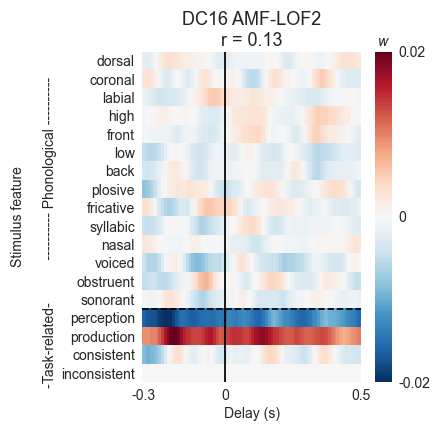 DC16 AMF-LOF2
r = 0.13
w
Stimulus feature
---------- Phonological ----------
-Task-related-
dorsal
coronal
labial
high
front
low
back
plosive
fricative
syllabic
nasal
voiced
obstruent
sonorant
perception
production
consistent
inconsistent
0.02
0
-0.02
-0.3
0
0.5
Delay (s)